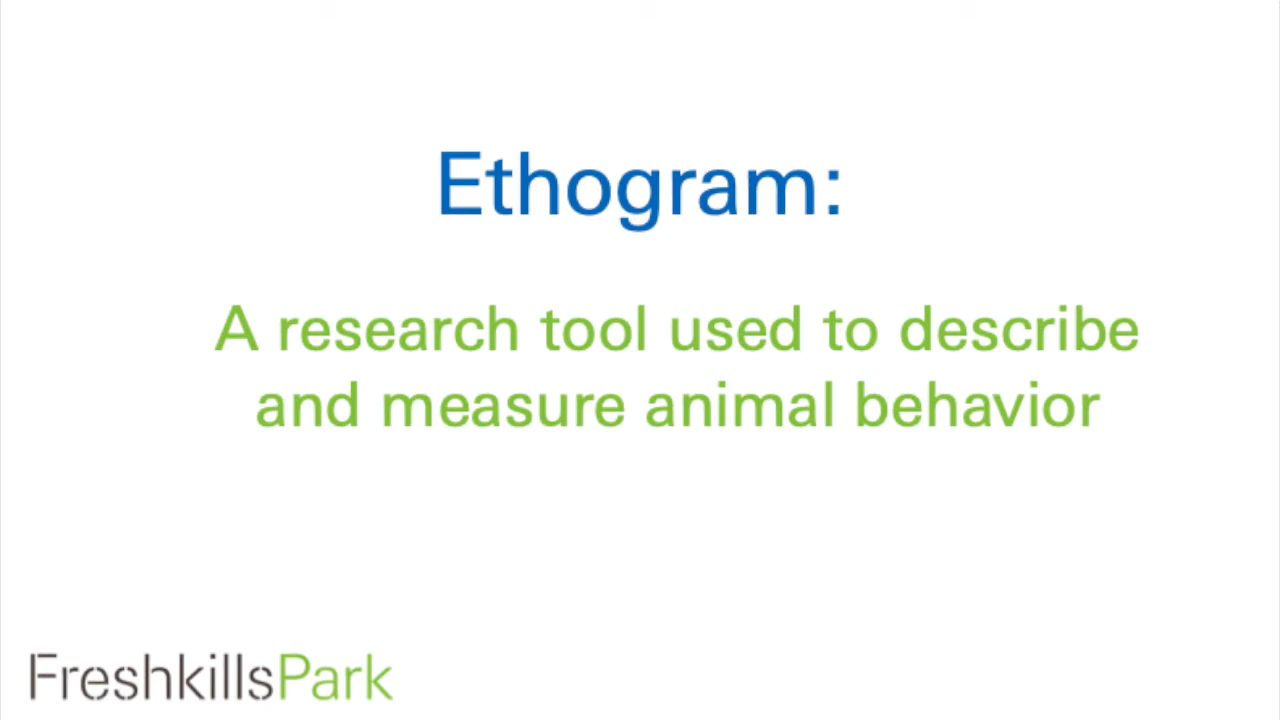 Ethogram:
A research tool used to describe
and measure animal behavior
FreshkillsPark